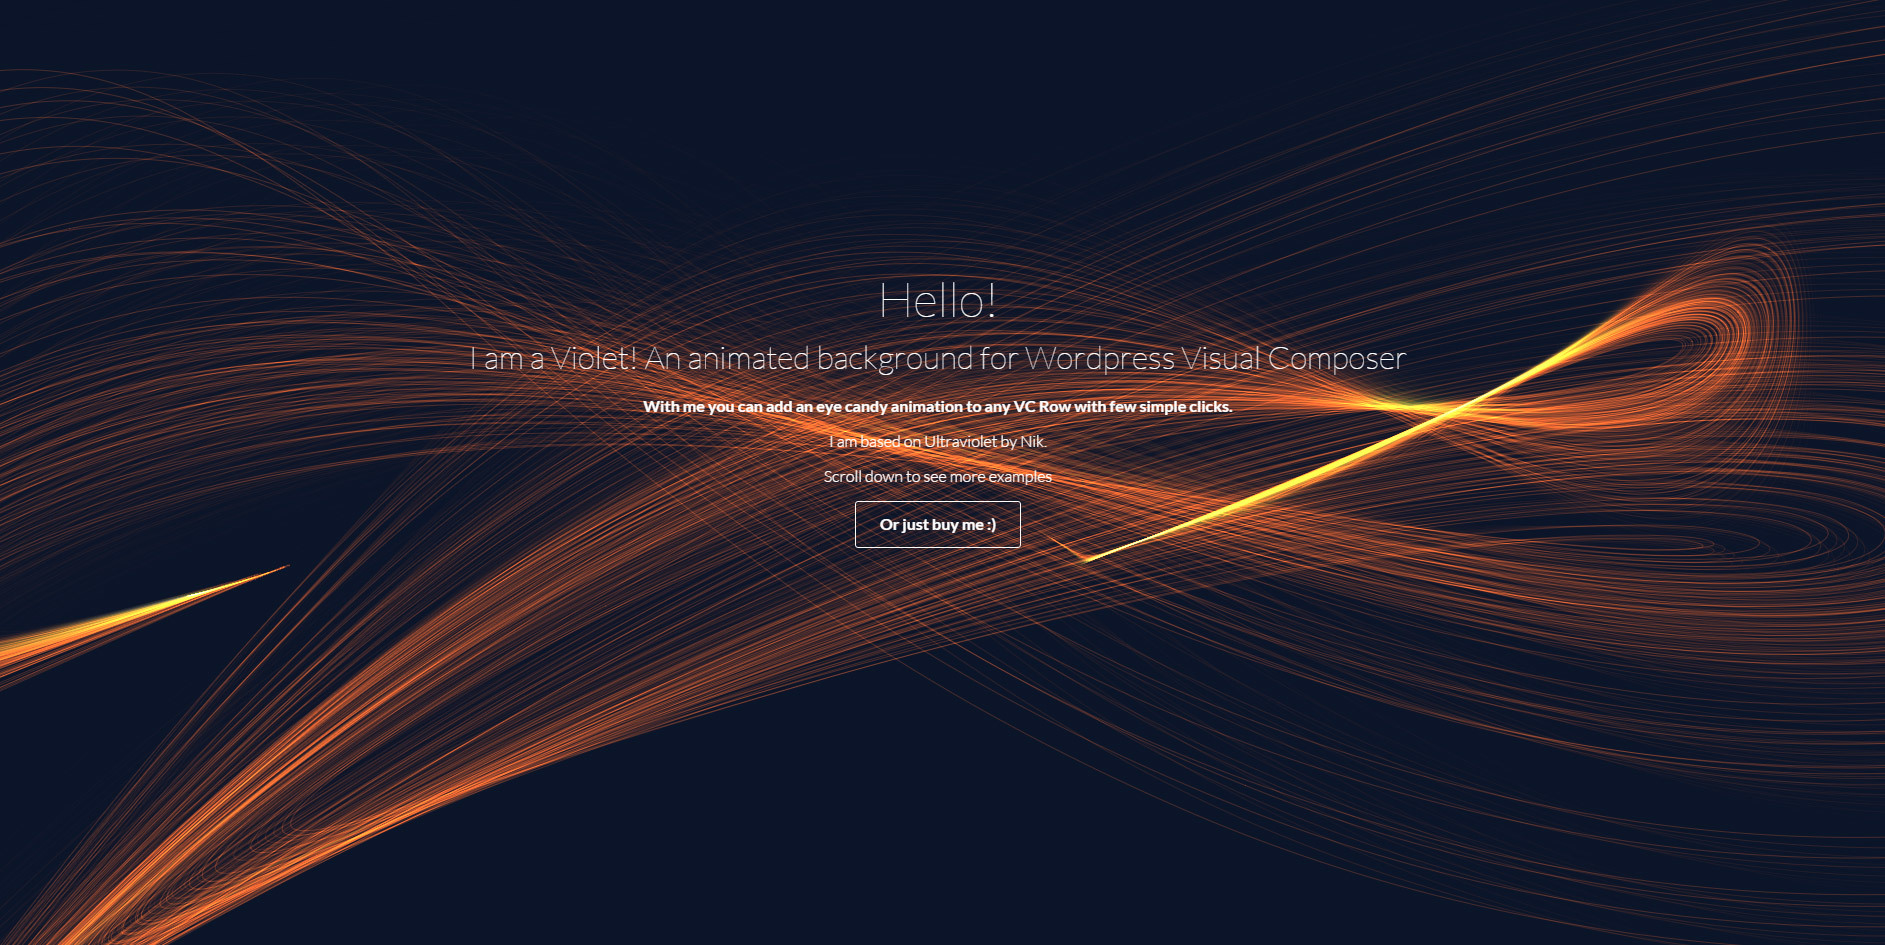 Hello!
I am a Violet! An animated background for Wordpress Visual Composer
With me you can add an eye candy animation to any VC Row with few simple clicks.
I am based on Ultraviolet by Nik.
Scroll down to see more examples
Or just buy me :)